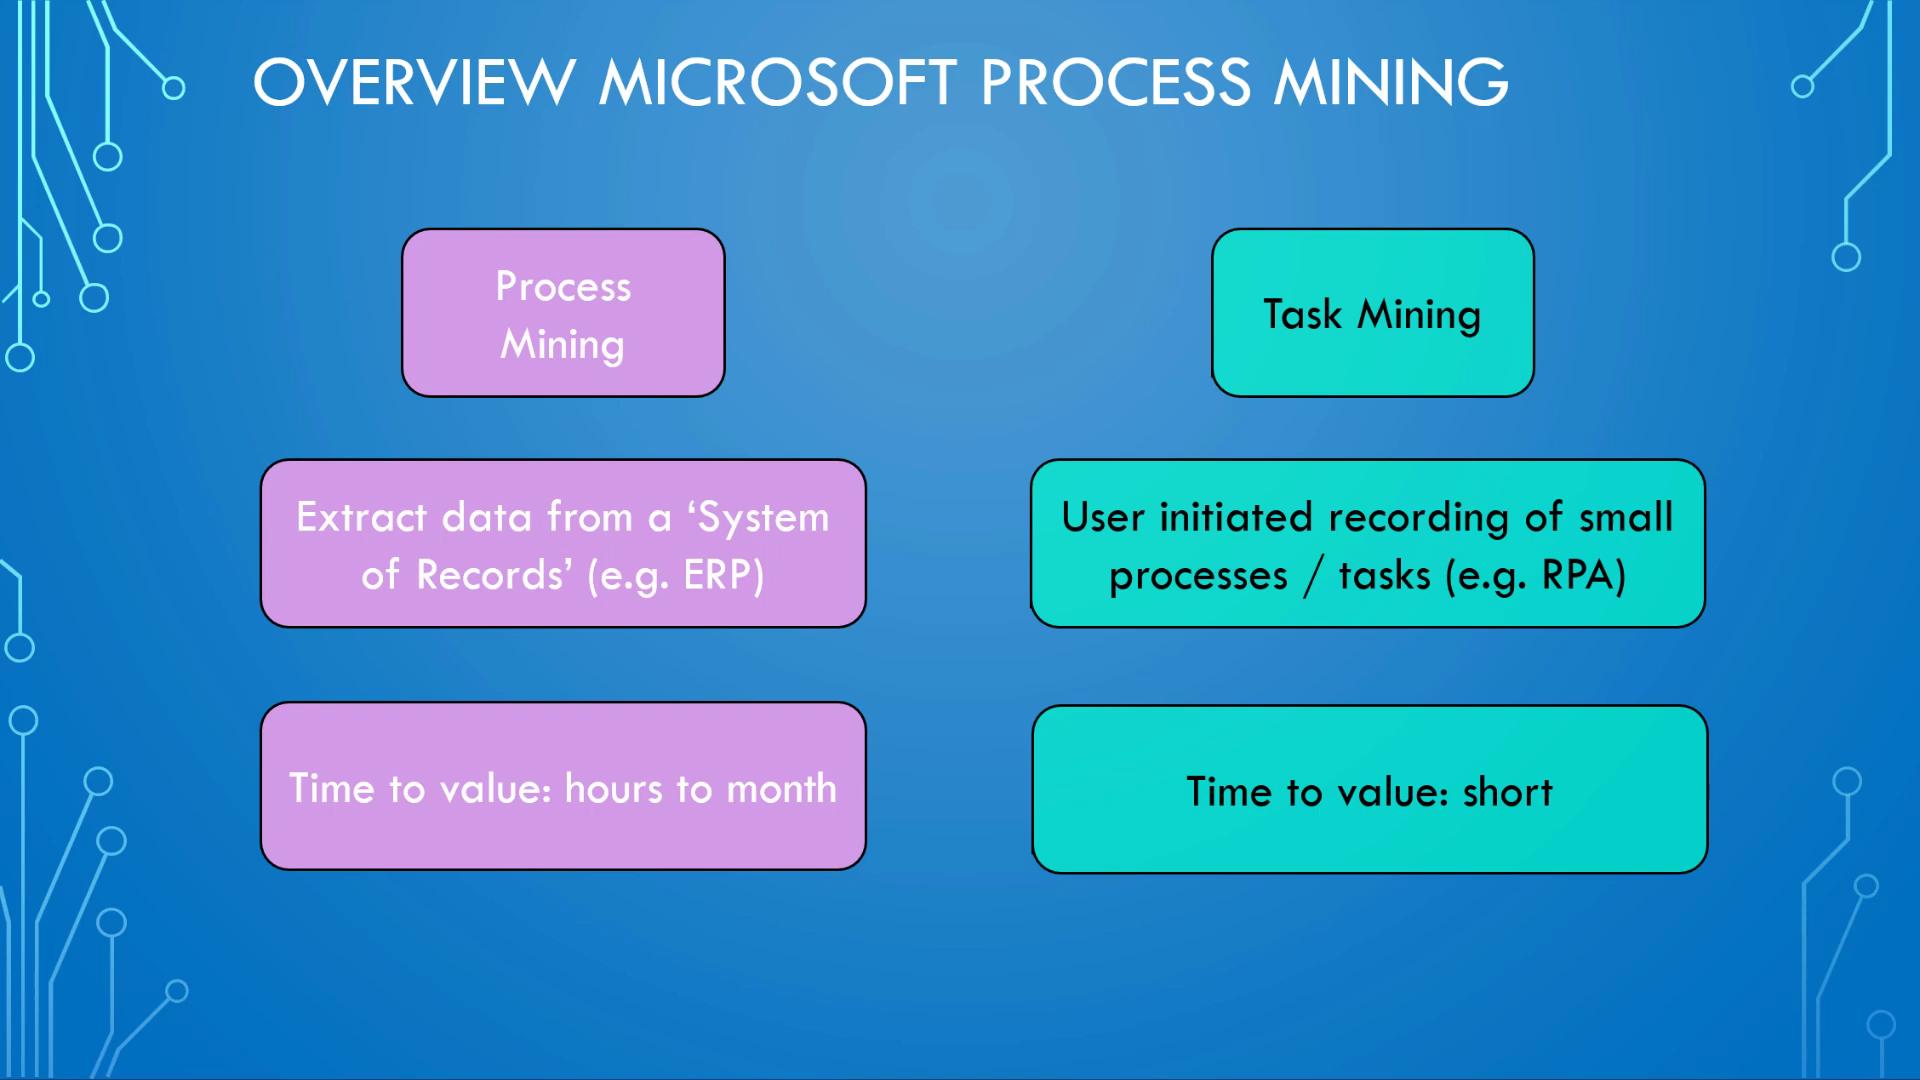 OVERVIEW MICROSOFT PROCESS MINING
Process
Mining
Task Mining
Extract data from a ‘System
of Records’ (e.g. ERP)
User initiated recording of small
processes / tasks (e.g. RPA)
Time to value: hours to month
Time to value: short